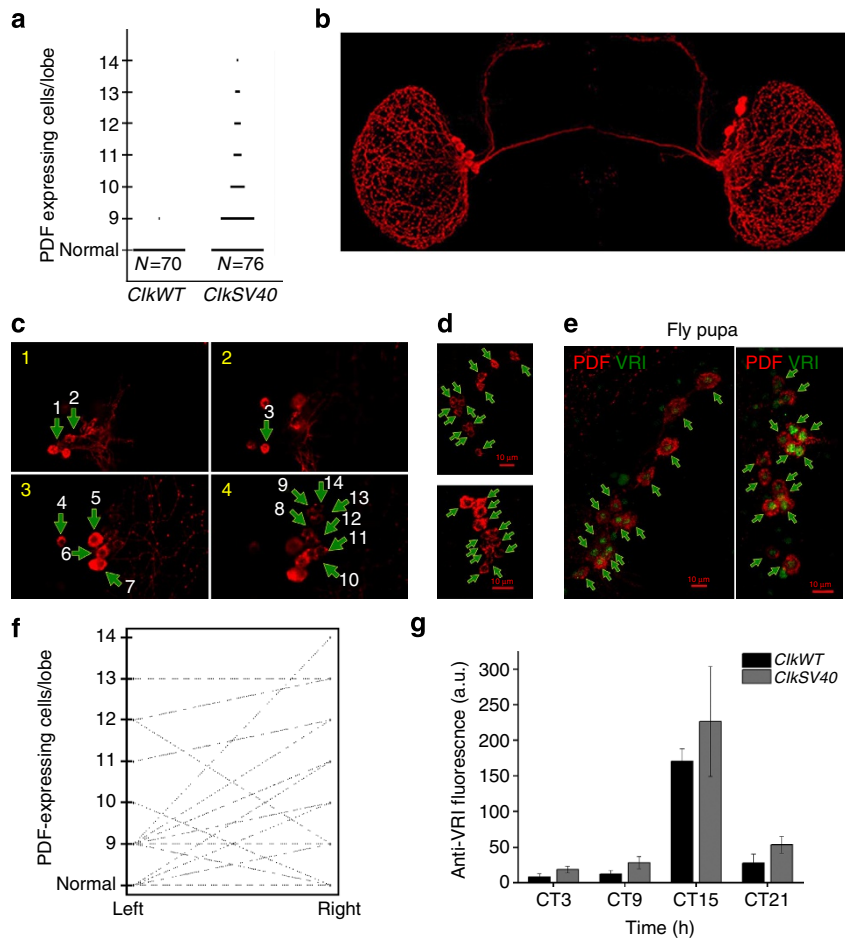 a
PDF expressing cells/lobe
14
13
12
11
10
9
Normal
N=70
N=76
ClkWT
ClkSV40
b
c
1
1
2
2
3
3
4
5
6
7
4
9
14
8
13
12
11
10
d
10 µm
10 µm
e
Fly pupa
PDF VRI
10 µm
PDF VRI
10 µm
f
PDF-expressing cells/lobe
14
13
12
11
10
9
Normal
Left
Right
g
Anti-VRI fluorescnce (a.u.)
300
250
200
150
100
50
0
ClkWT
ClkSV40
CT3
CT9
CT15
CT21
Time (h)